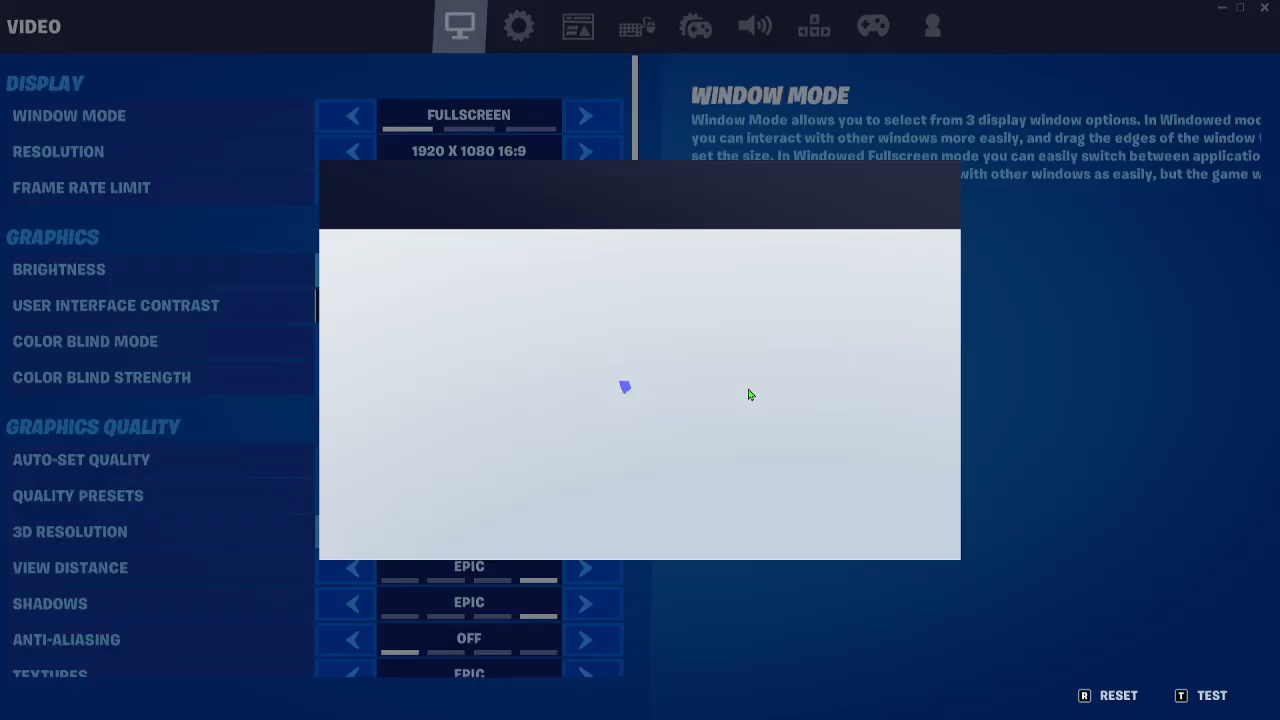 VIDEO
DISPLAY
WINDOW MODE
FULLSCREEN
RESOLUTION
1920 X 1080 16:9
FRAME RATE LIMIT
GRAPHICS
BRIGHTNESS
USER INTERFACE CONTRAST
COLOR BLIND MODE
COLOR BLIND STRENGTH
GRAPHICS QUALITY
AUTO-SET QUALITY
QUALITY PRESETS
3D RESOLUTION
VIEW DISTANCE
EPIC
SHADOWS
EPIC
ANTI-ALIASING
OFF
TEXTURES
EPIC
WINDOW MODE
Window Mode allows you to select from 3 display window options. In Windowed
you can interact with other windows more easily, and drag the edges of the window
set the size. In Windowed Fullscreen mode you can easily switch between
with other windows as easily, but the game
R RESET
T TEST